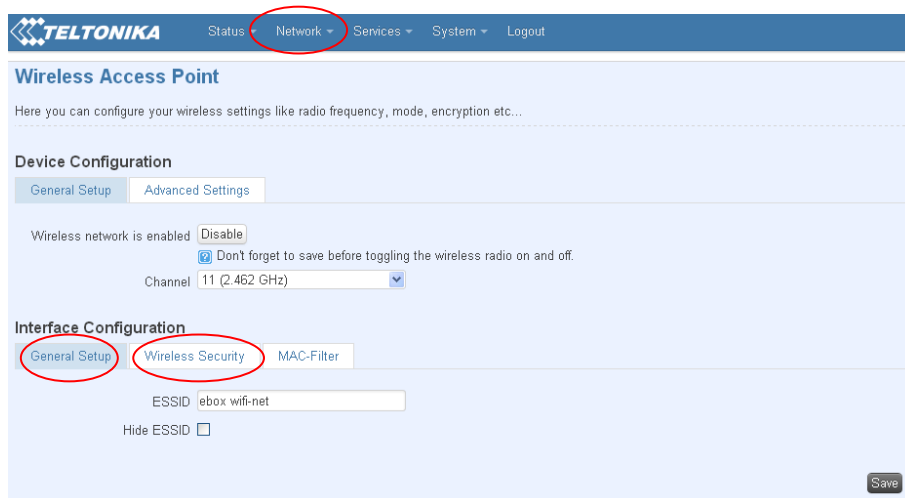 TELTONIKA Status Network Services System Logout
Wireless Access Point
Here you can configure your wireless settings like radio frequency, mode, encryption etc...
Device Configuration
General Setup Advanced Settings
Wireless network is enabled Disable
? Don't forget to save before toggling the wireless radio on and off.
Channel 11 (2.462 GHz)
Interface Configuration
General Setup Wireless Security MAC-Filter
ESSID ebox wifi-net
Hide ESSID
Save